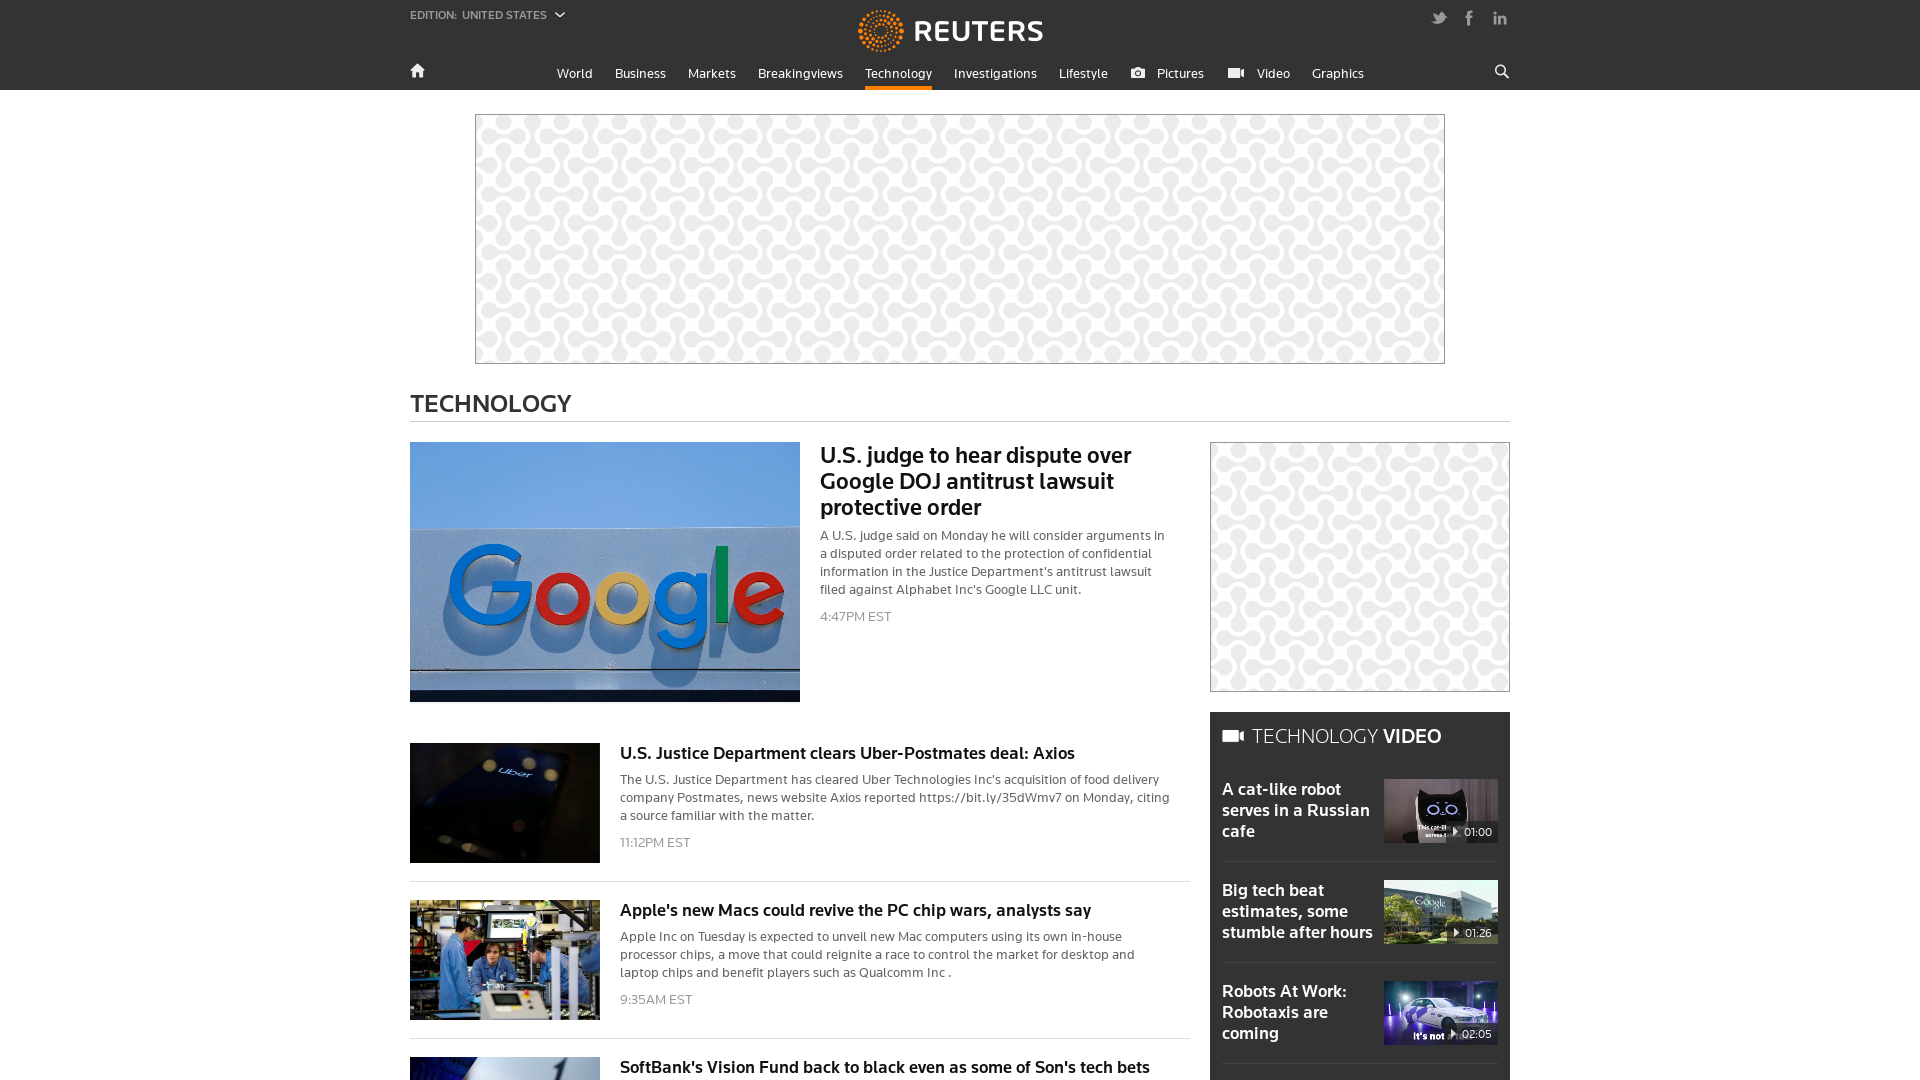 EDITION: UNITED STATES
REUTERS
World Business Markets Breakingviews Technology Investigations Lifestyle Pictures Video Graphics
TECHNOLOGY
Google
U.S. judge to hear dispute over
Google DOJ antitrust lawsuit
protective order
A U.S. judge said on Monday he will consider arguments in
a disputed order related to the protection of confidential
information in the Justice Department's antitrust lawsuit
filed against Alphabet Inc's Google LLC unit.
4:47PM EST
Uber
U.S. Justice Department clears Uber-Postmates deal: Axios
The U.S. Justice Department has cleared Uber Technologies Inc's acquisition of food delivery
company Postmates, news website Axios reported https://bit.ly/35dWmv7 on Monday, citing
a source familiar with the matter.
11:12PM EST
Apple's new Macs could revive the PC chip wars, analysts say
Apple Inc on Tuesday is expected to unveil new Mac computers using its own in-house
processor chips, a move that could reignite a race to control the market for desktop and
laptop chips and benefit players such as Qualcomm Inc .
9:35AM EST
SoftBank's Vision Fund back to black even as some of Son's tech bets
TECHNOLOGY VIDEO
A cat-like robot
serves in a Russian
cafe
01:00
Big tech beat
estimates, some
stumble after hours
Google
01:26
Robots At Work:
Robotaxis are
coming
It's not a
02:05